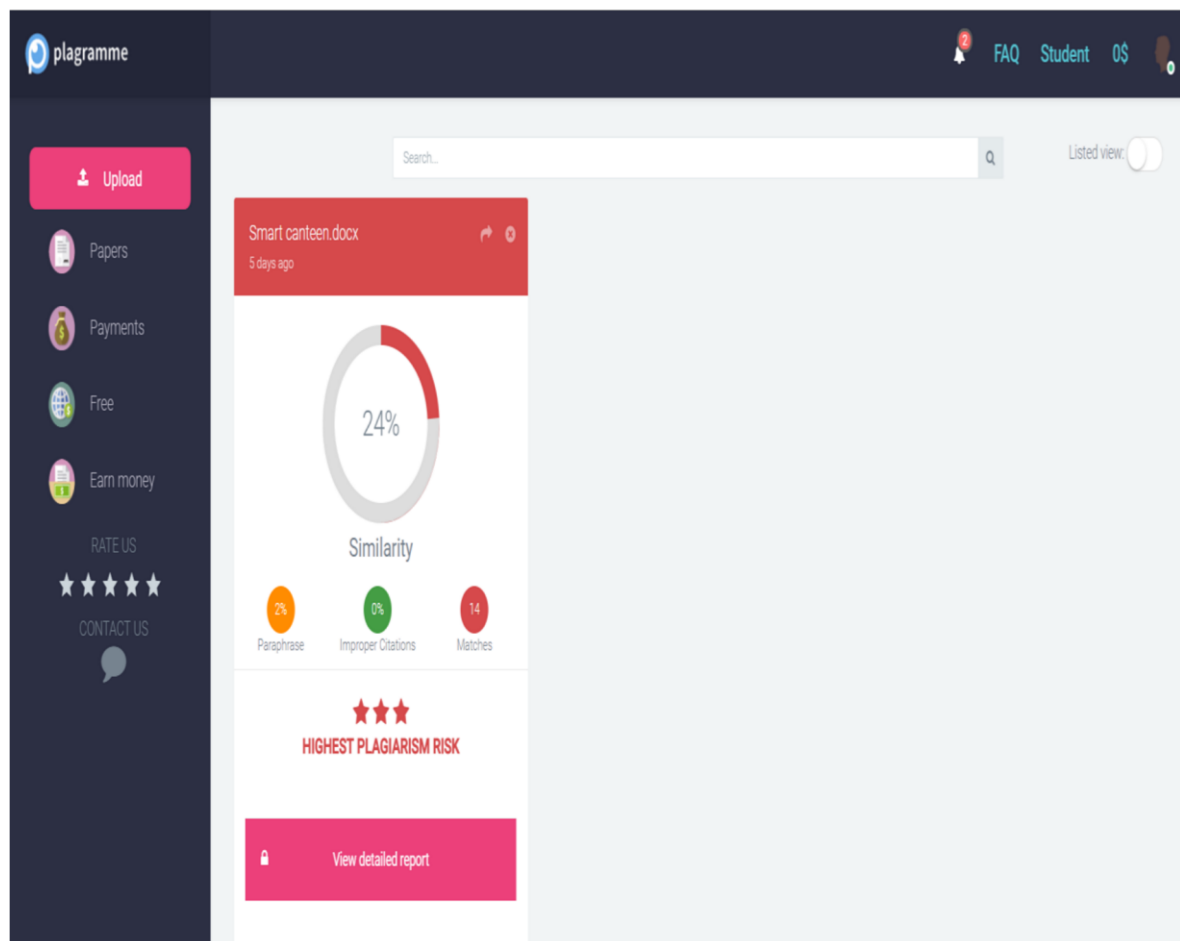 plagramme
2
FAQ Student 0$
Upload
Papers
Payments
Free
Earn money
RATE US
CONTACT US
Search...
Listed view:
Smart canteen.docx
5 days ago
24%
Similarity
2% 0% 14
Paraphrase Improper Citations Matches
HIGHEST PLAGIARISM RISK
View detailed report